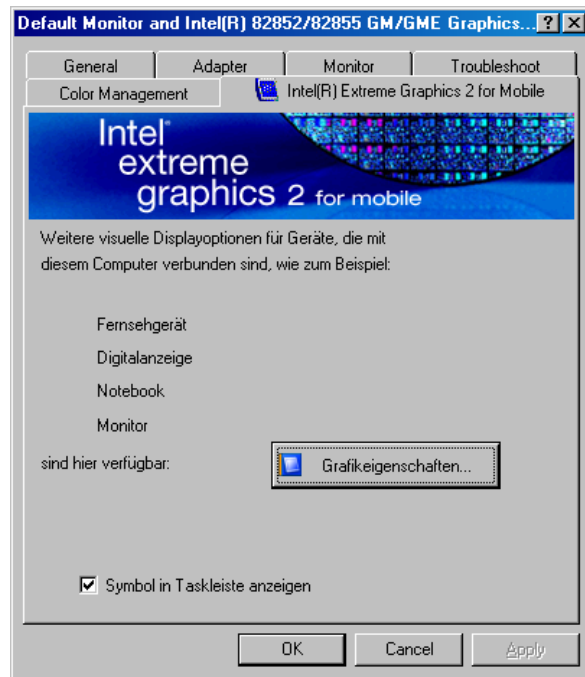 Default Monitor and Intel(R) 82852/82855 GM/GME Graphics...
General Adapter Monitor Troubleshoot
Color Management Intel(R) Extreme Graphics 2 for Mobile
Intel®
extreme
graphics 2 for mobile
Weitere visuelle Displayoptionen für Geräte, die mit
diesem Computer verbunden sind, wie zum Beispiel:
Fernsehgerät
Digitalanzeige
Notebook
Monitor
sind hier verfügbar: Grafikeigenschaften...
Symbol in Taskleiste anzeigen
OK Cancel Apply